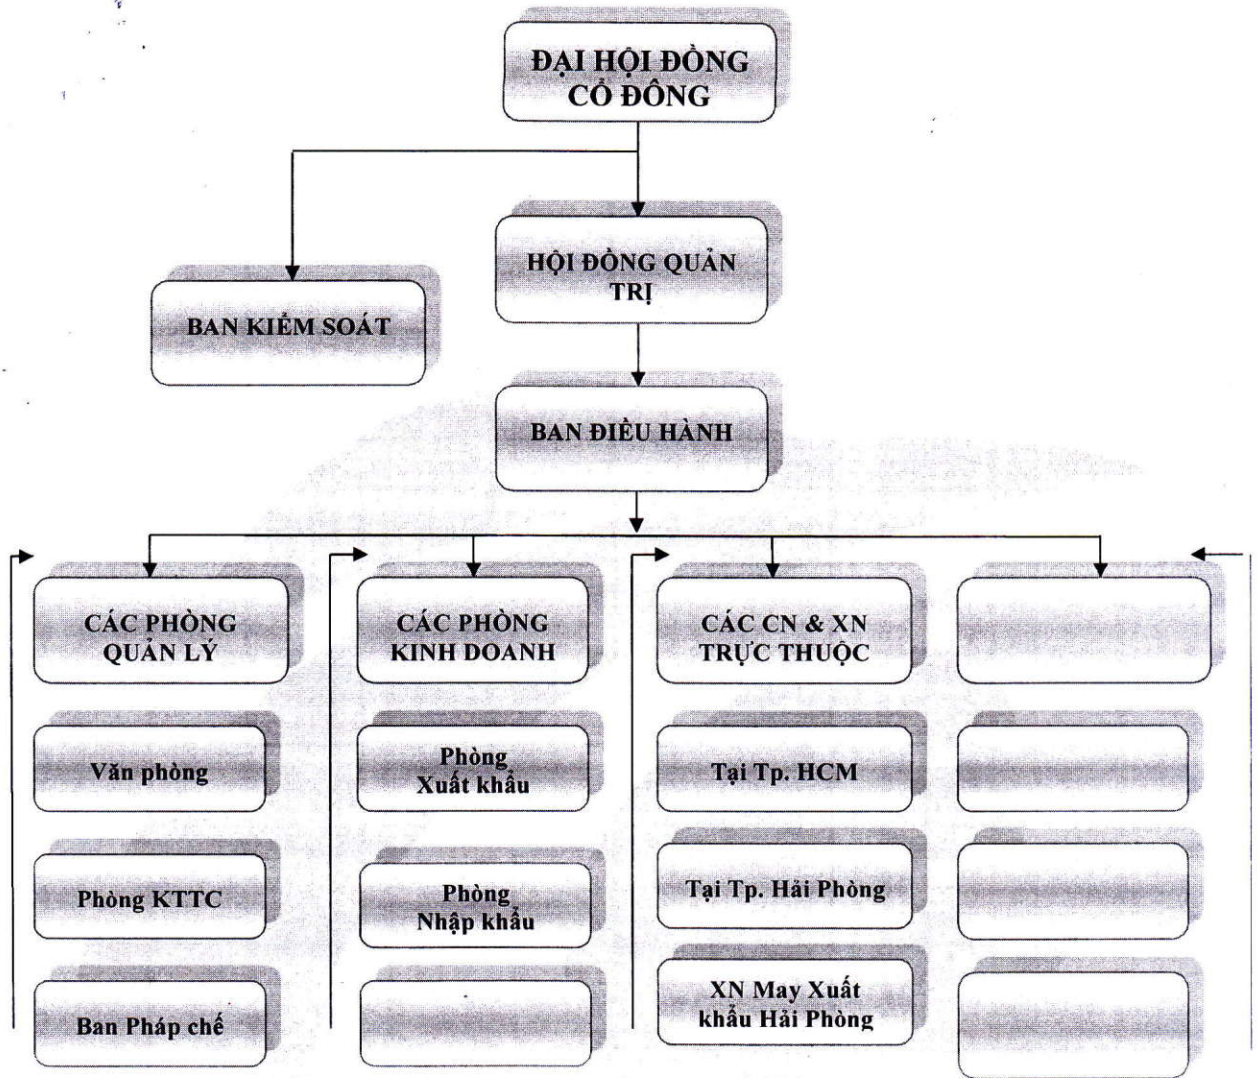 ĐẠI HỘI ĐỒNG
CỔ ĐÔNG
HỘI ĐỒNG QUẢN
TRỊ
BAN KIỂM SOÁT
BAN ĐIỀU HÀNH
CÁC PHÒNG
QUẢN LÝ
CÁC PHÒNG
KINH DOANH
CÁC CN & XN
TRỰC THUỘC
Văn phòng
Phòng
Xuất khẩu
Tại Tp. HCM
Phòng KTTC
Phòng
Nhập khẩu
Tại Tp. Hải Phòng
Ban Pháp chế
XN May Xuất
khẩu Hải Phòng